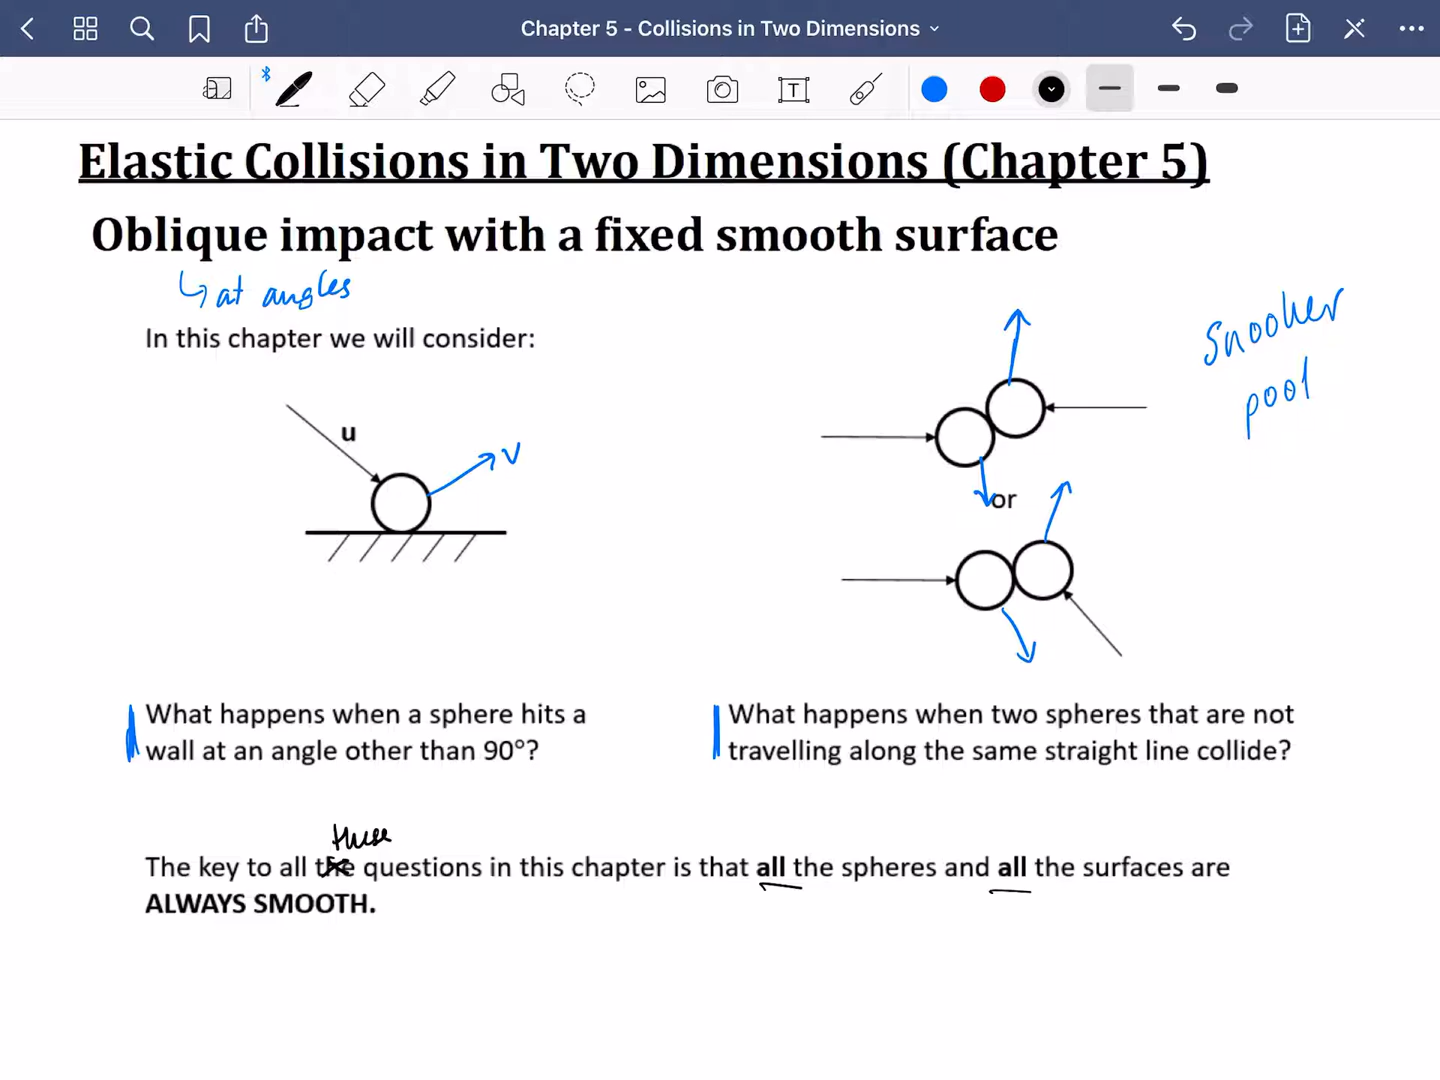 Chapter 5 - Collisions in Two Dimensions
T
Elastic Collisions in Two Dimensions (Chapter 5)
Oblique impact with a fixed smooth surface
at angles
In this chapter we will consider:
u
v
or
Snooker
pool
What happens when a sphere hits a
wall at an angle other than 90°?
What happens when two spheres that are not
travelling along the same straight line collide?
these
The key to all the questions in this chapter is that all the spheres and all the surfaces are
ALWAYS SMOOTH.